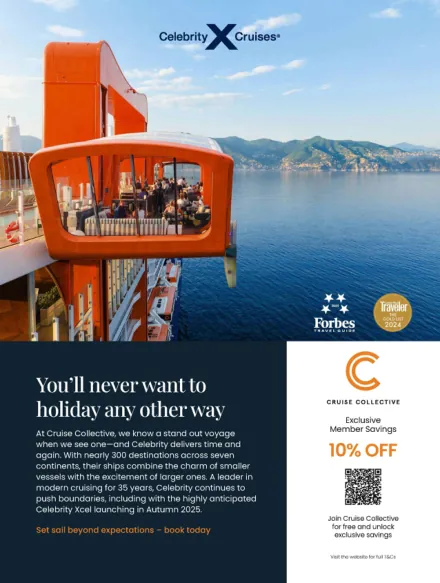 Celebrity X Cruises®
Forbes
TRAVEL GUIDE
Traveler
THE
GOLD LIST
2024
You'll never want to
holiday any other way
At Cruise Collective, we know a stand out voyage
when we see one—and Celebrity delivers time and
again. With nearly 300 destinations across seven
continents, their ships combine the charm of smaller
vessels with the excitement of larger ones. A leader in
modern cruising for 35 years, Celebrity continues to
push boundaries, including with the highly anticipated
Celebrity Xcel launching in Autumn 2025.
Set sail beyond expectations – book today
CRUISE COLLECTIVE
Exclusive
Member Savings
10% OFF
Join Cruise Collective
for free and unlock
exclusive savings
Visit the website for full T&Cs